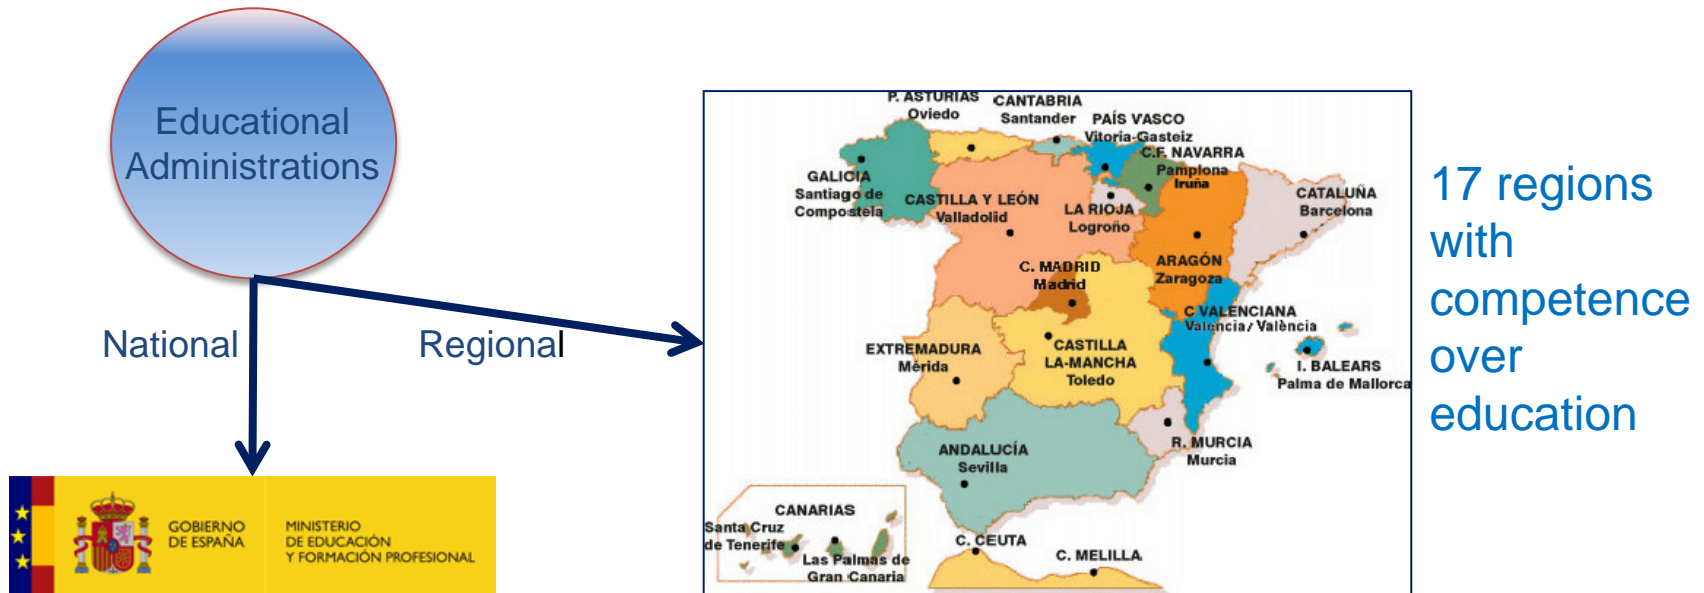 Educational
Administrations
National
Regional
GOBIERNO
DE ESPAÑA
MINISTERIO
DE EDUCACIÓN
Y FORMACIÓN PROFESIONAL
P. ASTURIAS
Oviedo
CANTABRIA
Santander
PAÍS VASCO
Vitoria-Gasteiz
C.F. NAVARRA
Pamplona
Iruña
GALICIA
Santiago de
Compostela
CASTILLA Y LEÓN
Valladolid
LA RIOJA
Logroño
CATALUÑA
Barcelona
ARAGÓN
Zaragoza
C. MADRID
Madrid
C VALENCIANA
Valencia/València
EXTREMADURA
Mérida
CASTILLA
LA-MANCHA
Toledo
I. BALEARS
Palma de Mallorca
R. MURCIA
Murcia
ANDALUCÍA
Sevilla
CANARIAS
Santa Cruz
de Tenerife
Las Palmas de
Gran Canaria
C. CEUTA
C. MELILLA
17 regions
with
competence
over
education